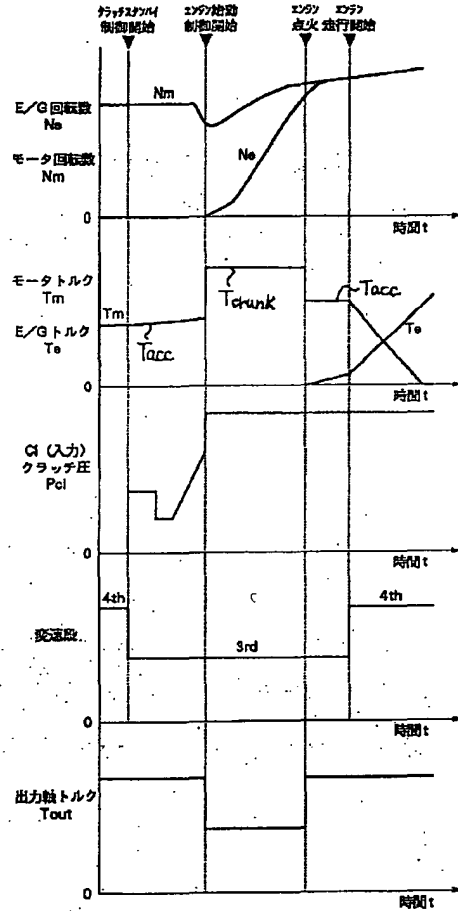 クラッチスタンバイ
制御開始
エンジン始動
制御開始
エンジン
点火
エンジン
走行開始
E/G回転数
Ne
モータ回転数
Nm
Nm
Ne
0
時間t
モータトルク
Tm
E/Gトルク
Te
Tm
Tacc
Tcrunk
Tacc
Te
0
時間t
C1(入力)
クラッチ圧
Pc1
0
時間t
変速段
4th
3rd
4th
0
時間t
出力軸トルク
Tout
0
時間t